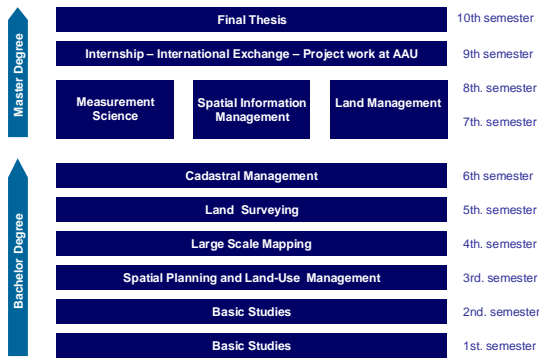 Final Thesis
10th semester
Internship – International Exchange – Project work at AAU
9th semester
Master Degree
8th. semester
Measurement
Science
Spatial Information
Management
Land Management
7th. semester
Cadastral Management
6th semester
Land Surveying
5th. semester
Large Scale Mapping
4th. semester
Bachelor Degree
Spatial Planning and Land-Use Management
3rd. semester
Basic Studies
2nd. semester
Basic Studies
1st. semester